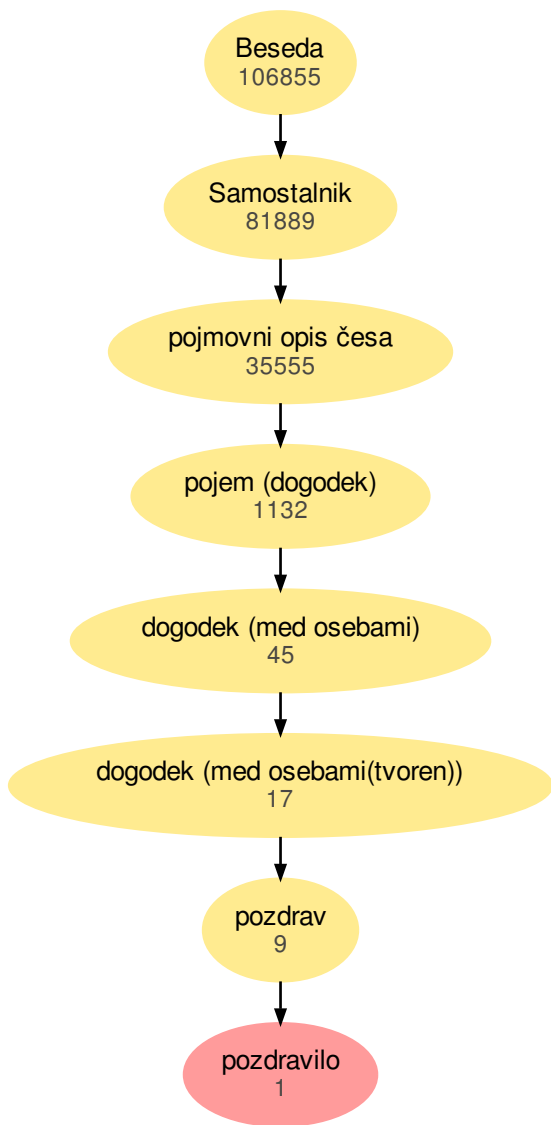 Beseda
106855
Samostalnik
81889
pojmovni opis česa
35555
pojem (dogodek)
1132
dogodek (med osebami)
45
dogodek (med osebami(tvoren))
17
pozdrav
9
pozdravilo
1